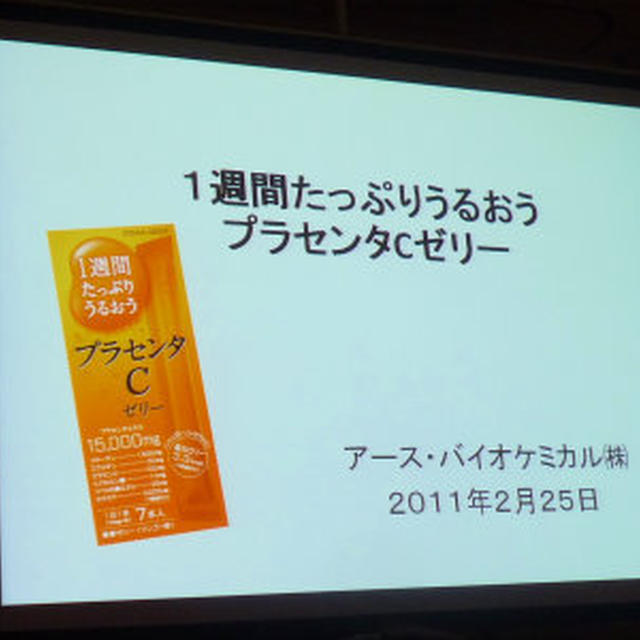 １週間たっぷりうるおう
プラセンタCゼリー
1週間
たっぷり
うるおう
プラセンタ
C
ゼリー
15,000mg
7本入
アース・バイオケミカル㈱
2011年2月25日